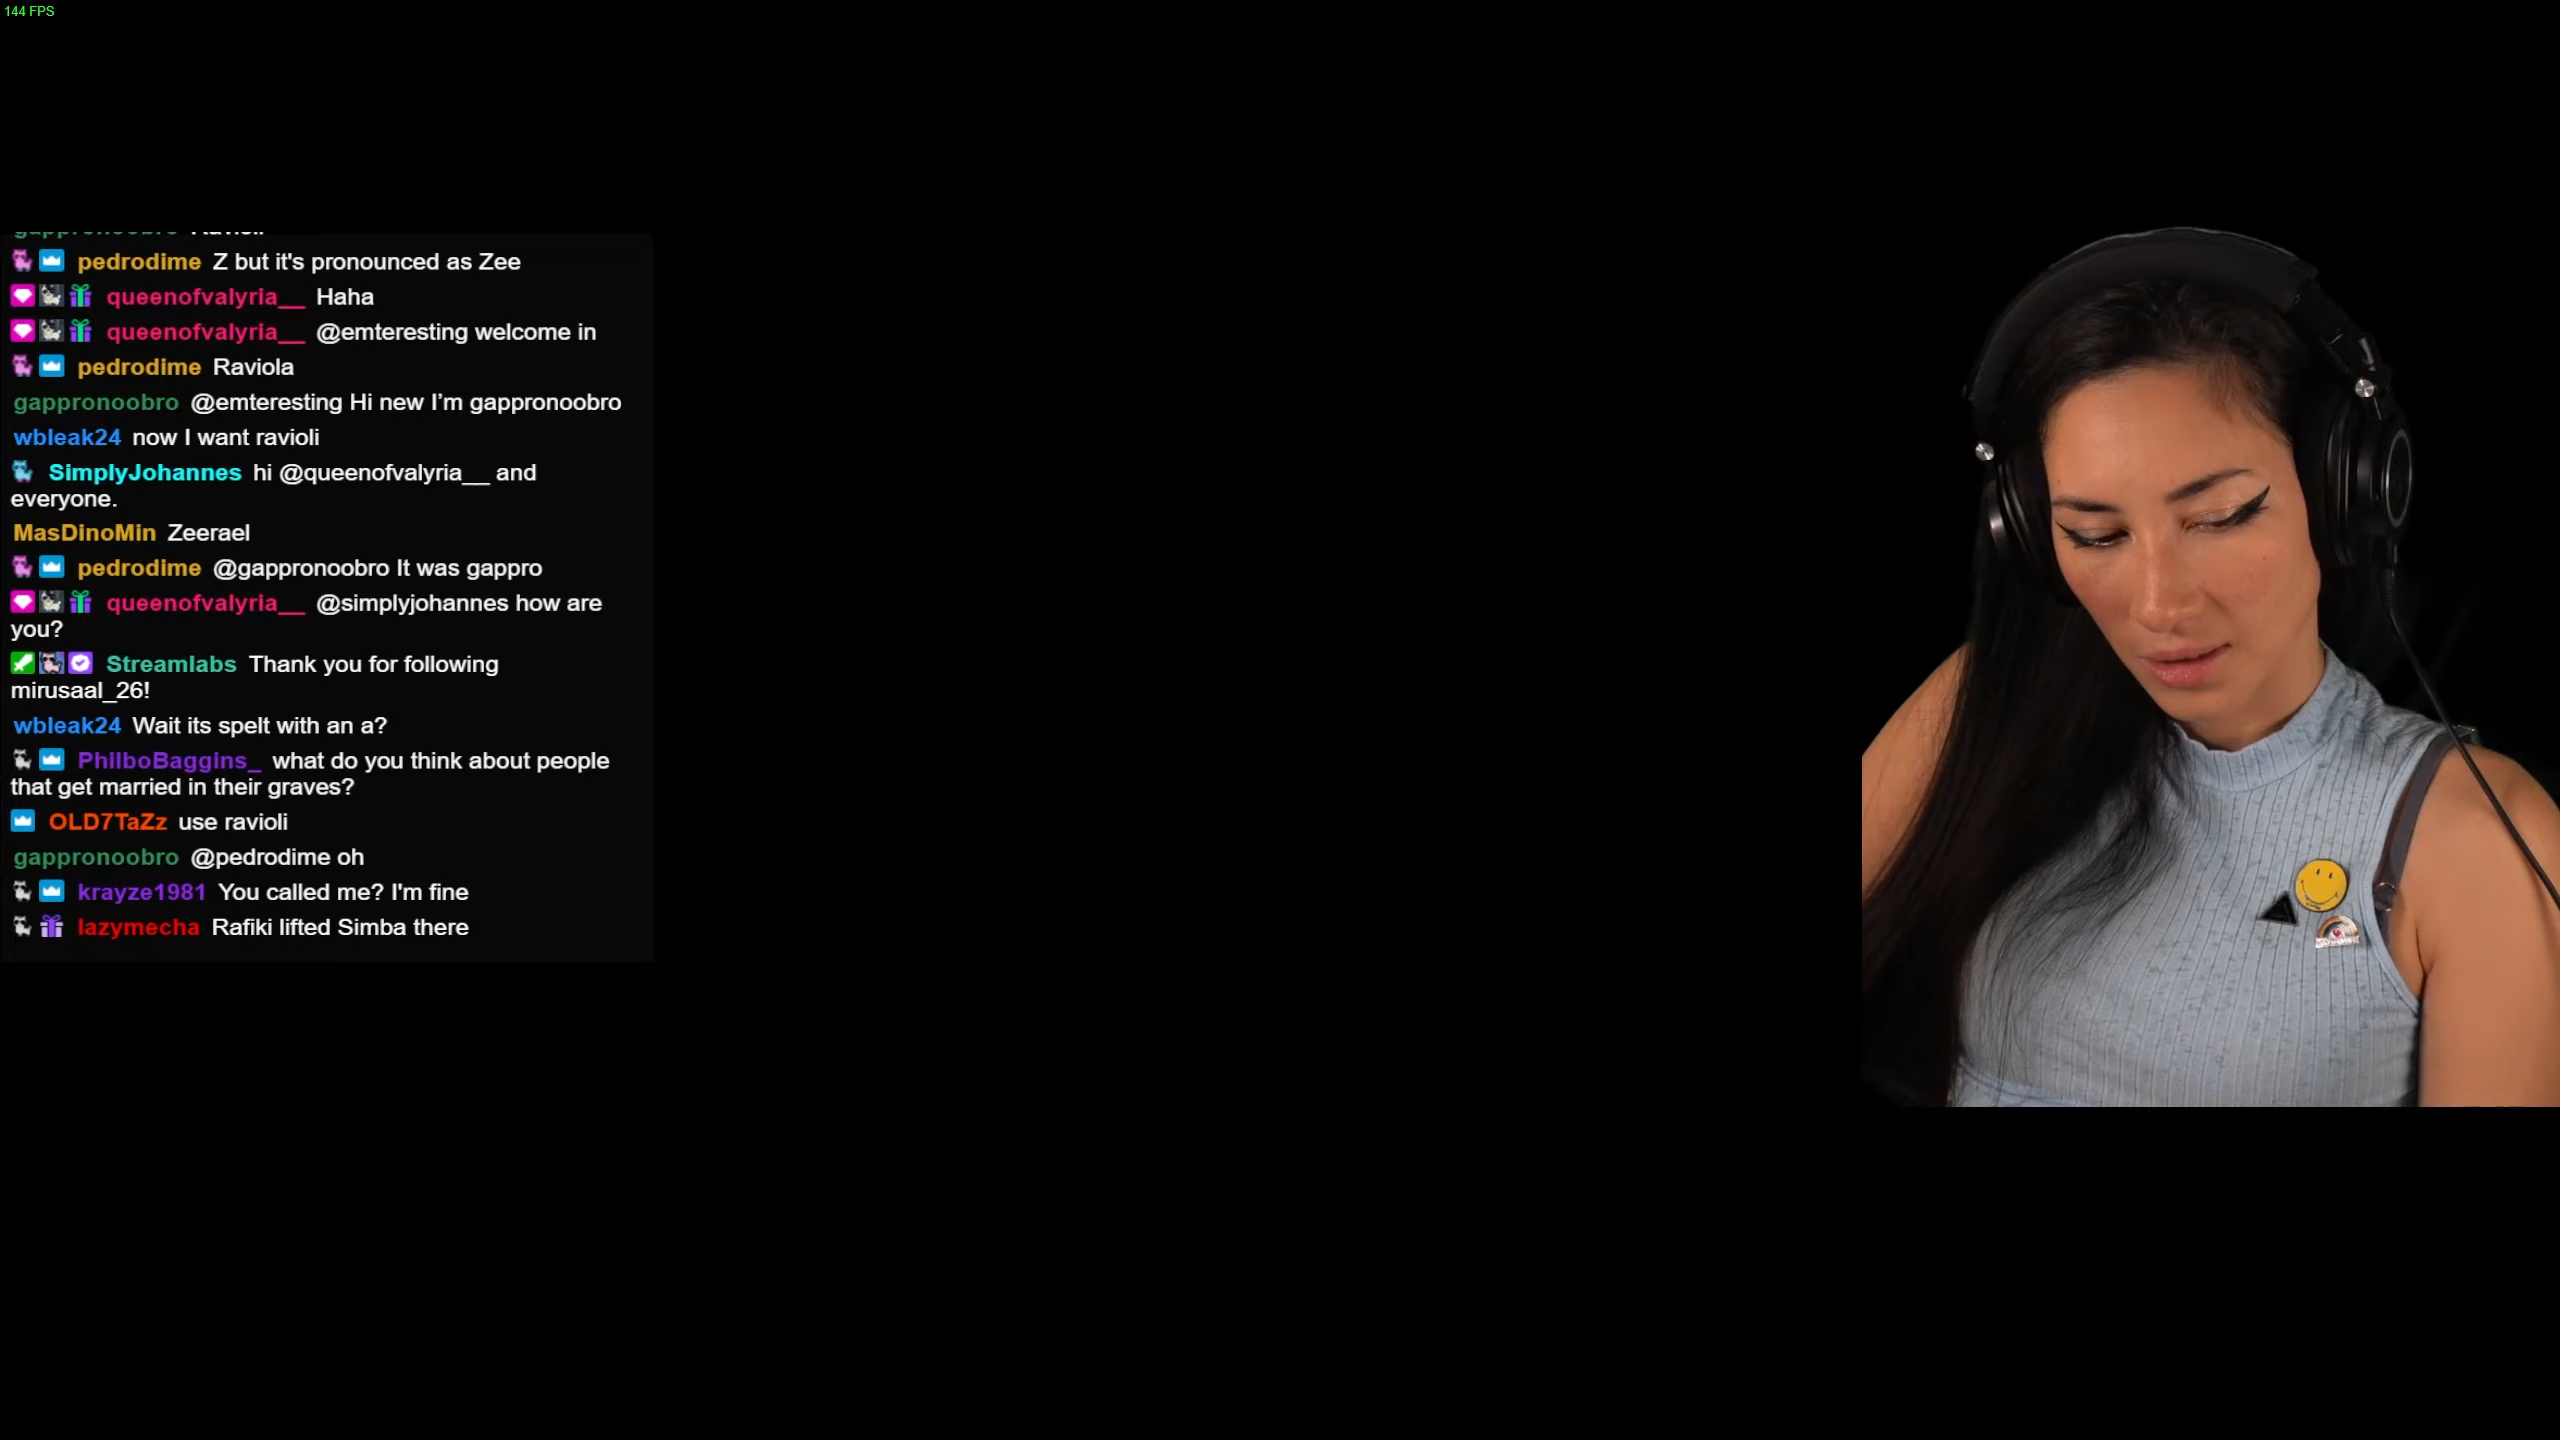 144 FPS
pedrodime Z but it's pronounced as Zee
queenofvalyria__ Haha
queenofvalyria__ @emteresting welcome in
pedrodime Raviola
gappronoobro @emteresting Hi new I’m gappronoobro
wbleak24 now I want ravioli
SimplyJohannes hi @queenofvalyria__ and
everyone.
MasDinoMin Zeerael
pedrodime @gappronoobro It was gappro
queenofvalyria__ @simplyjohannes how are
you?
Streamlabs Thank you for following
mirusaal_26!
wbleak24 Wait its spelt with an a?
PhilboBaggins_ what do you think about people
that get married in their graves?
OLD7TaZz use ravioli
gappronoobro @pedrodime oh
krayze1981 You called me? I'm fine
lazymecha Rafiki lifted Simba there